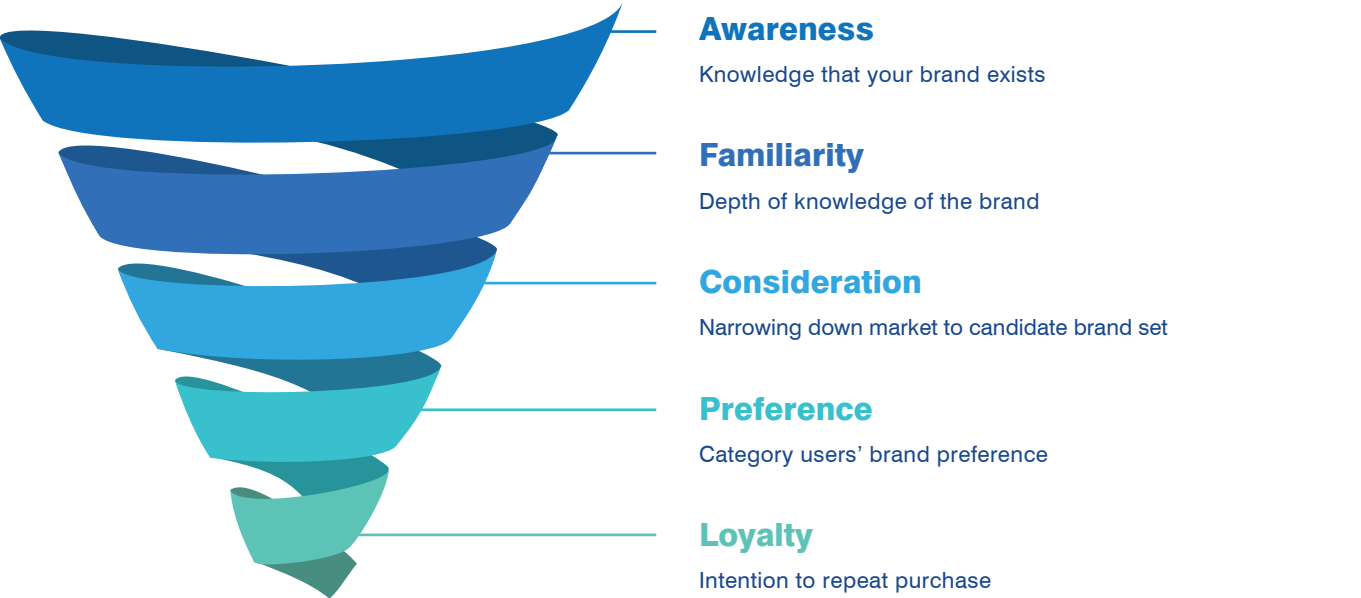 Awareness
Knowledge that your brand exists
Familiarity
Depth of knowledge of the brand
Consideration
Narrowing down market to candidate brand set
Preference
Category users’ brand preference
Loyalty
Intention to repeat purchase